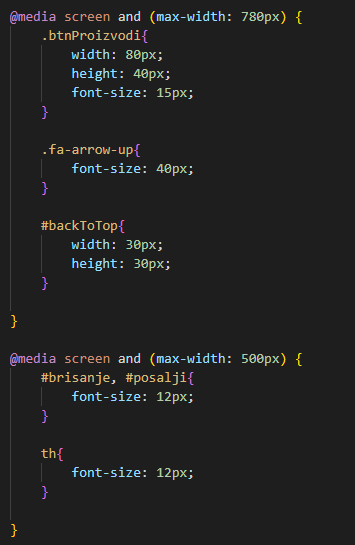 @media screen and (max-width: 780px) {
    .btnProizvodi{
        width: 80px;
        height: 40px;
        font-size: 15px;
    }

    .fa-arrow-up{
        font-size: 40px;
    }

    #backToTop{
        width: 30px;
        height: 30px;
    }

}

@media screen and (max-width: 500px) {
    #brisanje, #posalji{
        font-size: 12px;
    }

    th{
        font-size: 12px;
    }

}